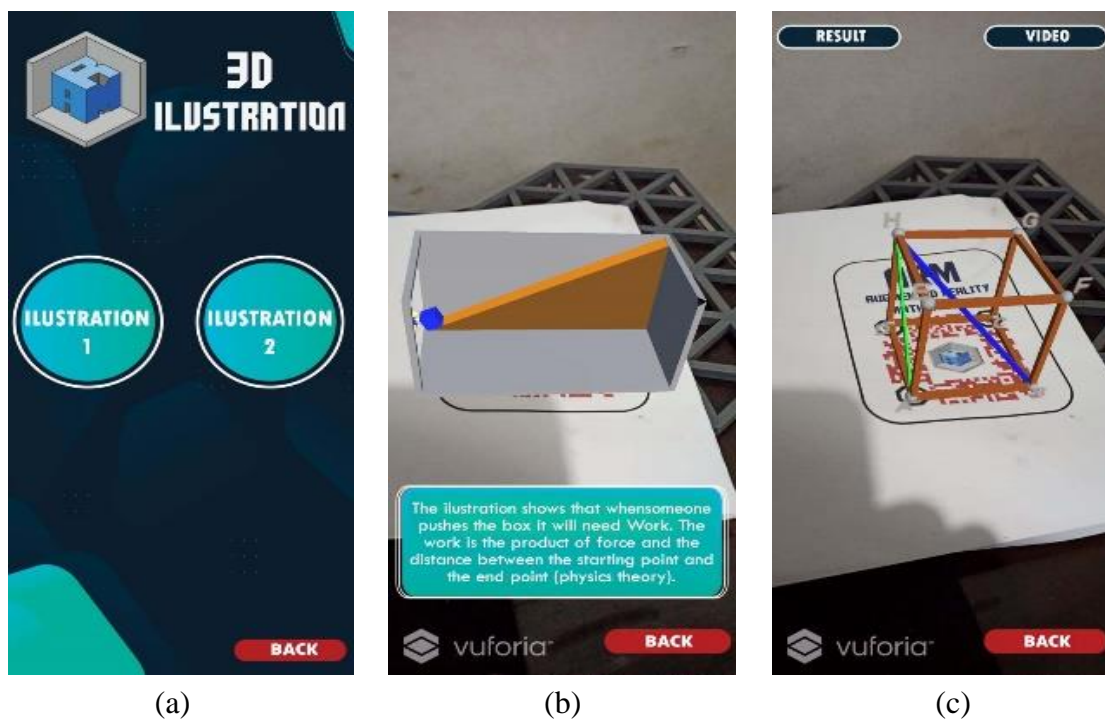 3D
ILUSTRATION
ILUSTRATION
1
ILUSTRATION
2
BACK
The ilustration shows that whensomeone
pushes the box it will need Work. The
work is the product of force and the
distance between the starting point and
the end point (physics theory).
vuforia™
BACK
RESULT
VIDEO
H
G
F
vuforia™
BACK
(a)
(b)
(c)